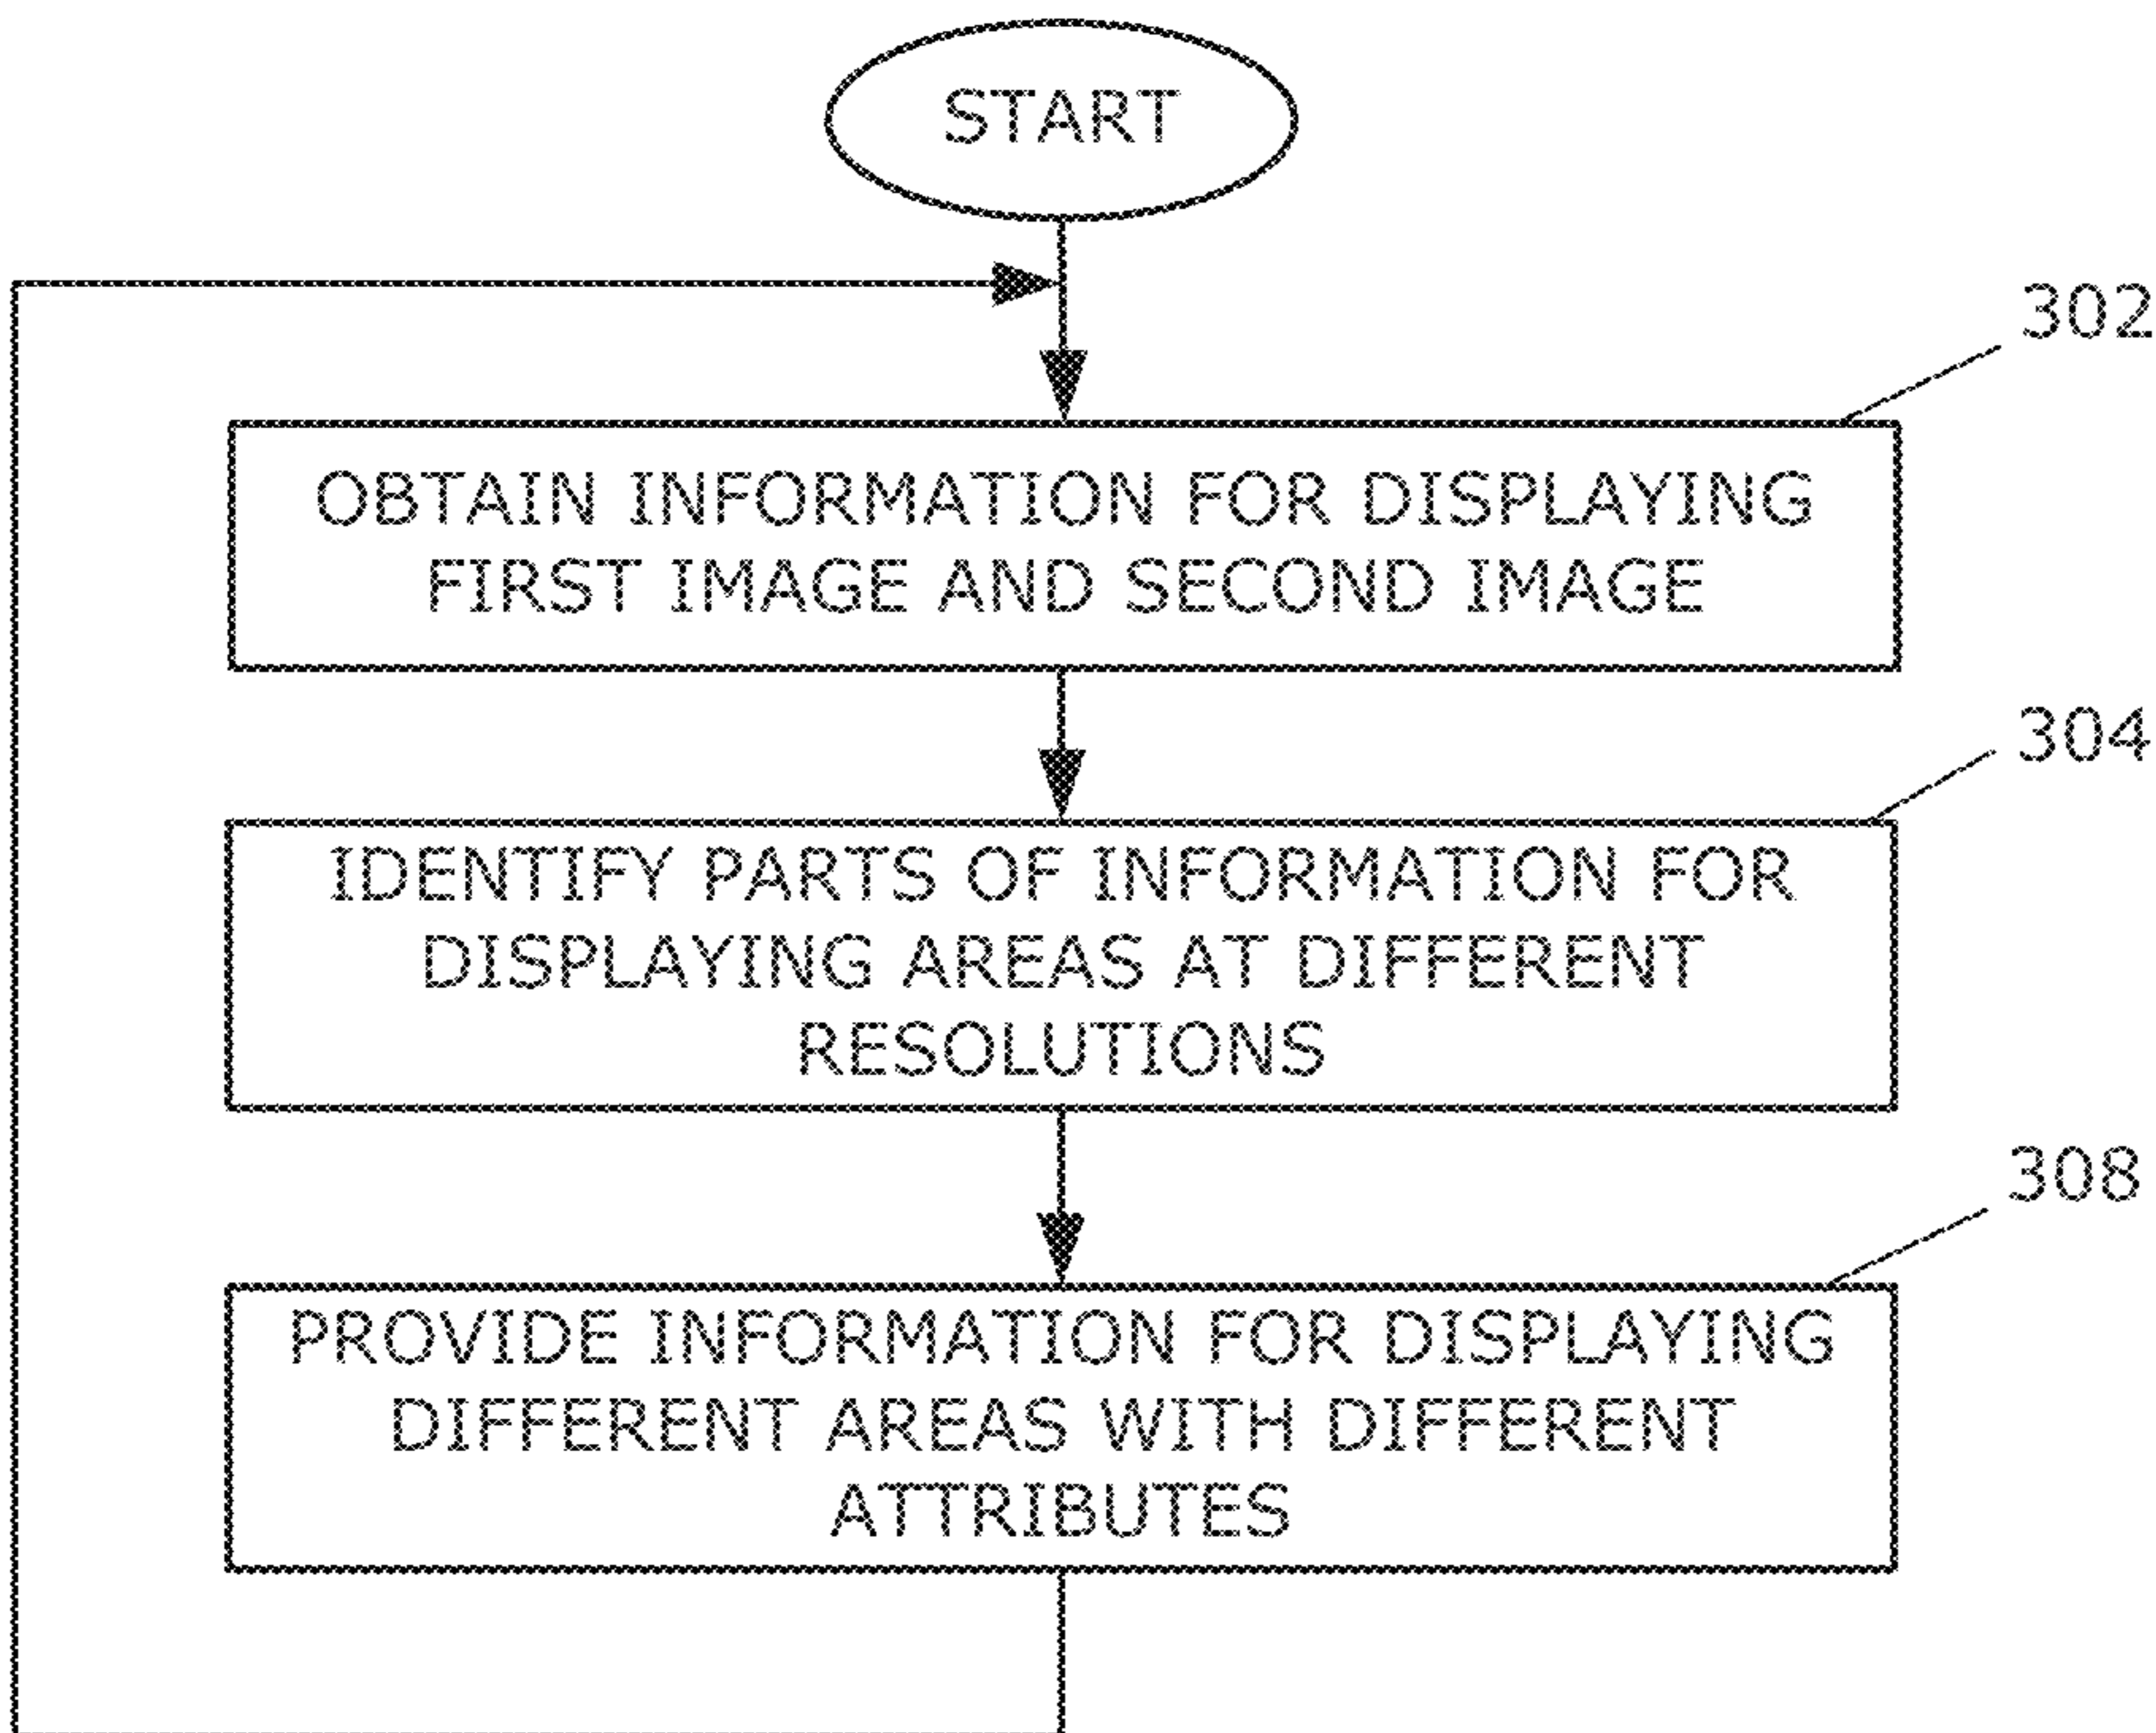 START
302
OBTAIN INFORMATION FOR DISPLAYING
FIRST IMAGE AND SECOND IMAGE
304
IDENTIFY PARTS OF INFORMATION FOR
DISPLAYING AREAS AT DIFFERENT
RESOLUTIONS
308
PROVIDE INFORMATION FOR DISPLAYING
DIFFERENT AREAS WITH DIFFERENT
ATTRIBUTES